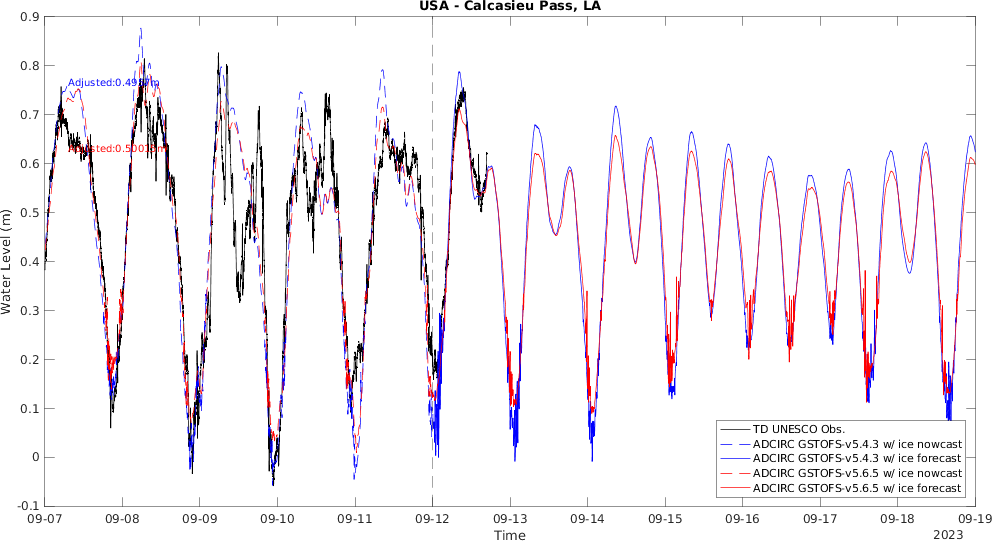 USA - Calcasieu Pass, LA
0.9
0.8
0.7
0.6
0.5
0.4
0.3
0.2
0.1
0
-0.1
Water Level (m)
TD UNESCO Obs.
ADCIRC GSTOFS-v5.4.3 w/ ice nowcast
ADCIRC GSTOFS-v5.4.3 w/ ice forecast
ADCIRC GSTOFS-v5.6.5 w/ ice nowcast
ADCIRC GSTOFS-v5.6.5 w/ ice forecast
09-07 09-08 09-09 09-10 09-11 09-12 09-13 09-14 09-15 09-16 09-17 09-18 09-19
Time
2023